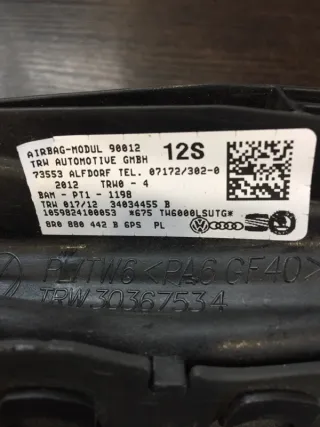 AIRBAG-MODUL 90012
12S
TRW AUTOMOTIVE GMBH
73553 ALFDORF TEL. 07172/302-0
2012 TRW0 - 4
BAM - PT1 - 1198
TRW 017/12 34034455 B
1059824100053 *675 TW6000LSUTG*
8R0 880 442 B 6PS PL
PWTW6 <PA6 GF40>
TRW 30367534